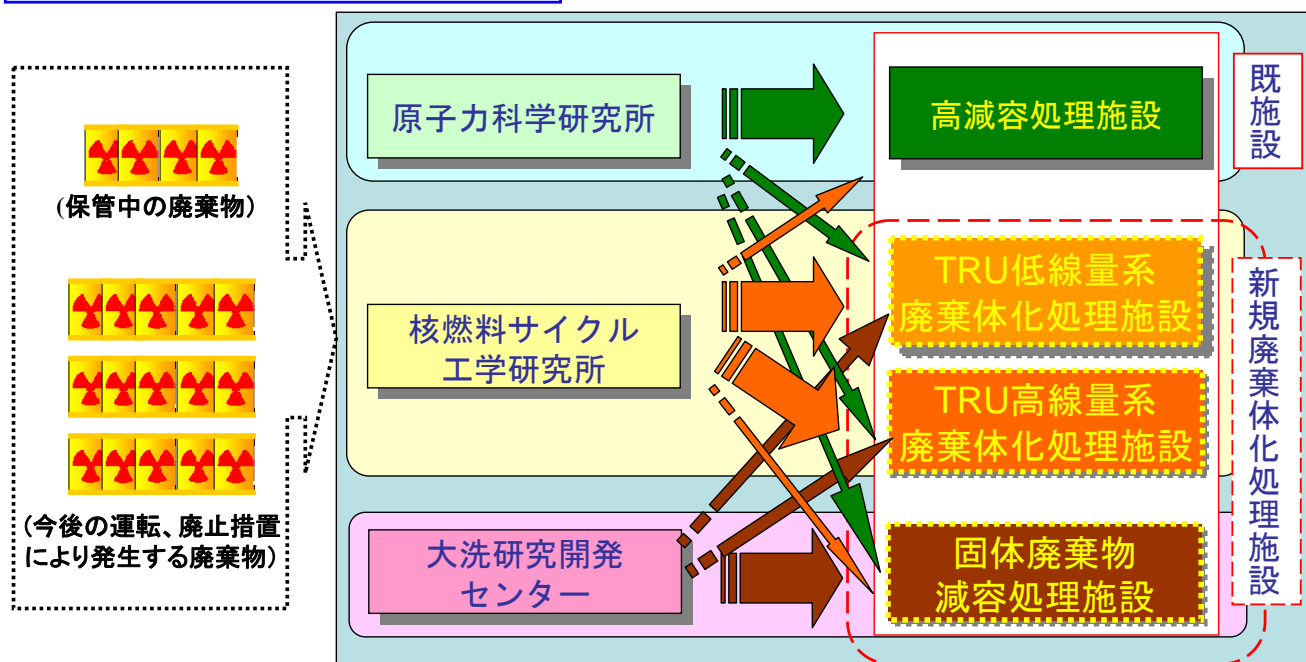 (保管中の廃棄物)
(今後の運転、廃止措置
により発生する廃棄物)
原子力科学研究所
高減容処理施設
既施設
核燃料サイクル
工学研究所
TRU低線量系
廃棄体化処理施設
TRU高線量系
廃棄体化処理施設
新規廃棄体化処理施設
大洗研究開発
センター
固体廃棄物
減容処理施設